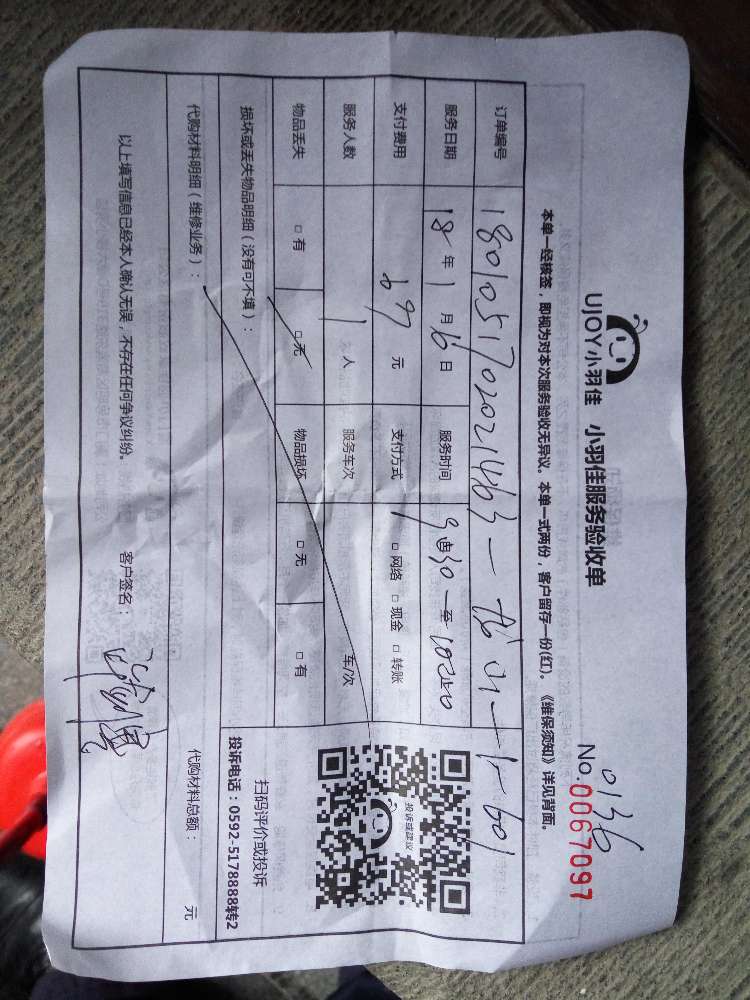 UJOY小羽佳 小羽佳服务验收单
0136
No.0067097
本单一经核签,即视为对本次服务验收无异议。本单一式两份,客户留存一份(红)。《维保须知》详见背面。
订单编号 1801051702021463
服务日期 18年1月6日 服务时间
支付费用 67元 支付方式 □网络 □现金 □转账
服务人数 1人 服务车次 车/次
物品丢失 □有 □无 物品损坏 □无 □有
损坏或丢失物品明细(没有可不填):
代购材料明细(维修业务): 代购材料总额: 元
投诉或建议
扫码评价或投诉
投诉电话:0592-5178888转2
以上填写信息已经本人确认无误,不存在任何争议纠纷。 客户签名: